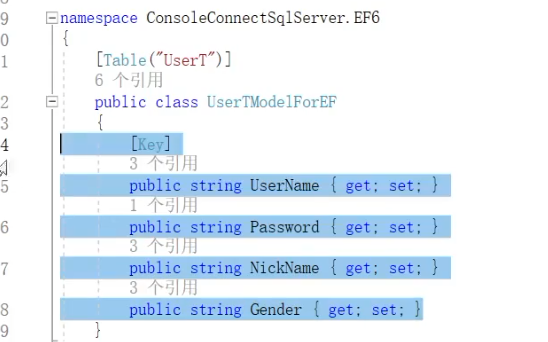 9 namespace ConsoleConnectSqlServer.EF6
0 {
1 [Table("UserT")]
6 个引用
2 public class UserTModelForEF
3 {
4 [Key]
3 个引用
5 public string UserName { get; set; }
1 个引用
6 public string Password { get; set; }
3 个引用
7 public string NickName { get; set; }
3 个引用
8 public string Gender { get; set; }
9 }